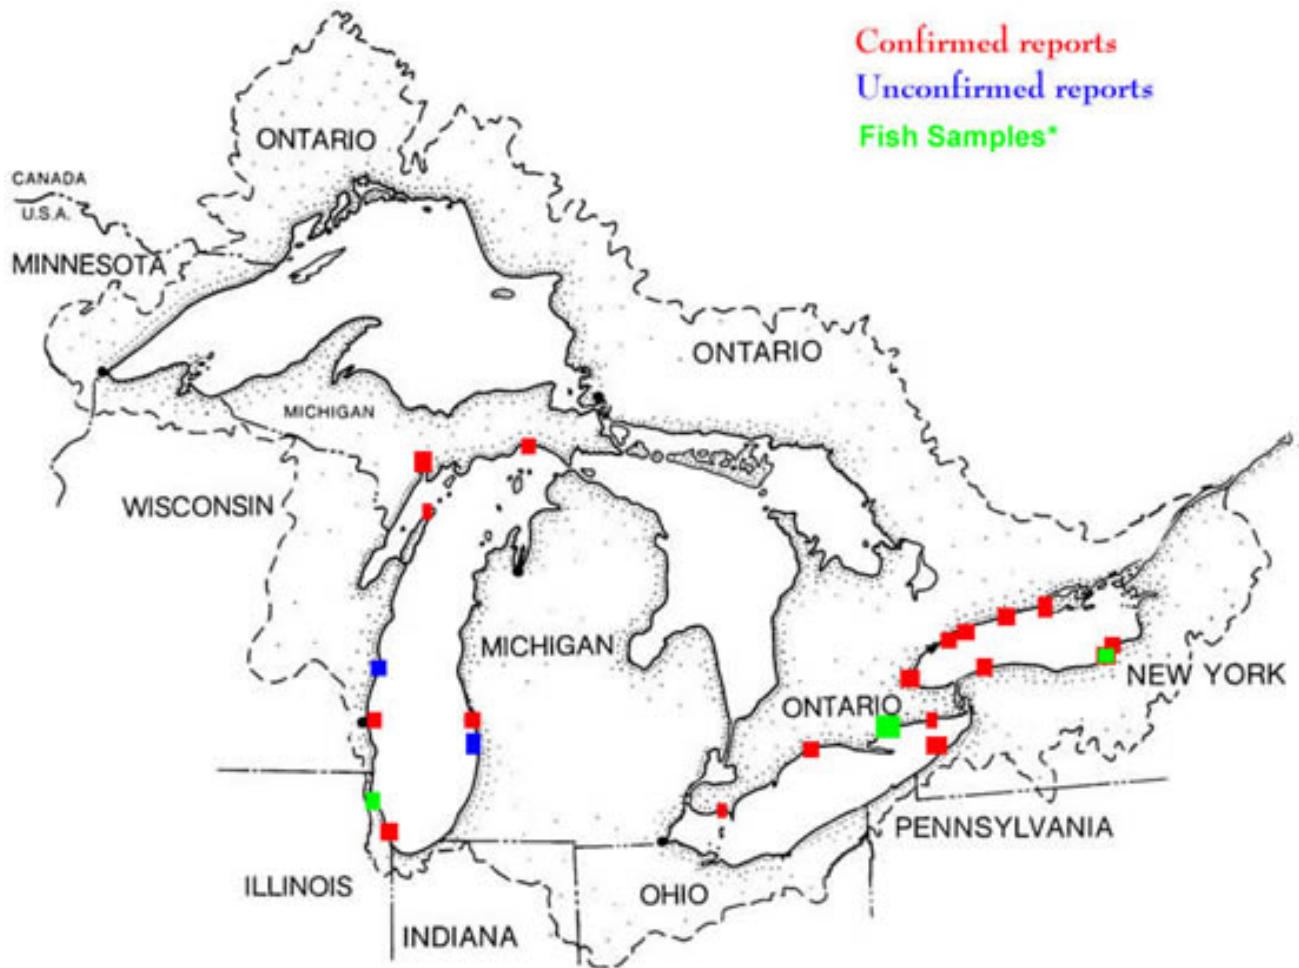 Confirmed reports
Unconfirmed reports
Fish Samples*
ONTARIO
CANADA
U.S.A.
MINNESOTA
ONTARIO
MICHIGAN
WISCONSIN
MICHIGAN
NEW YORK
ONTARIO
PENNSYLVANIA
ILLINOIS
OHIO
INDIANA